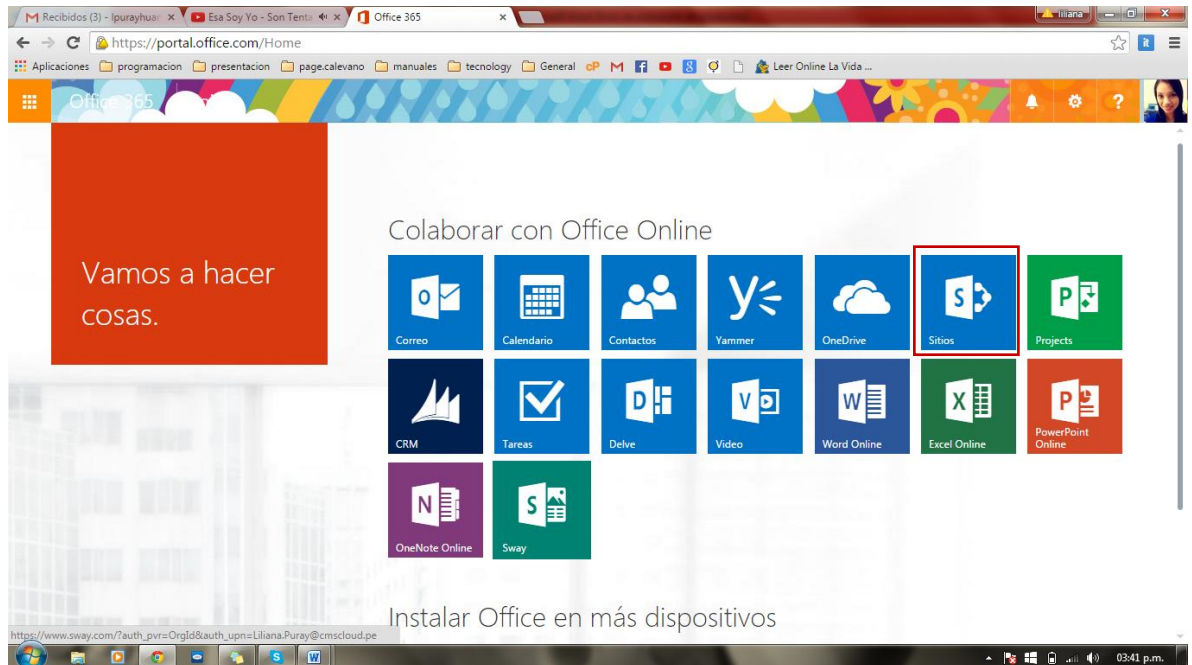 Recibidos (3) - lpurayhuar
Esa Soy Yo - Son Tenta
Office 365
liliana
https://portal.office.com/Home
Aplicaciones programacion presentacion page.calevano manuales tecnology General Leer Online La Vida ...
Office 365
Vamos a hacer
cosas.
Colaborar con Office Online
Correo Calendario Contactos Yammer OneDrive Sitios Projects
CRM Tareas Delve Video Word Online Excel Online PowerPoint
Online
OneNote Online Sway
Instalar Office en más dispositivos
https://www.sway.com/?auth_pvr=OrgId&auth_upn=Liliana.Puray@cmscloud.pe
03:41 p.m.